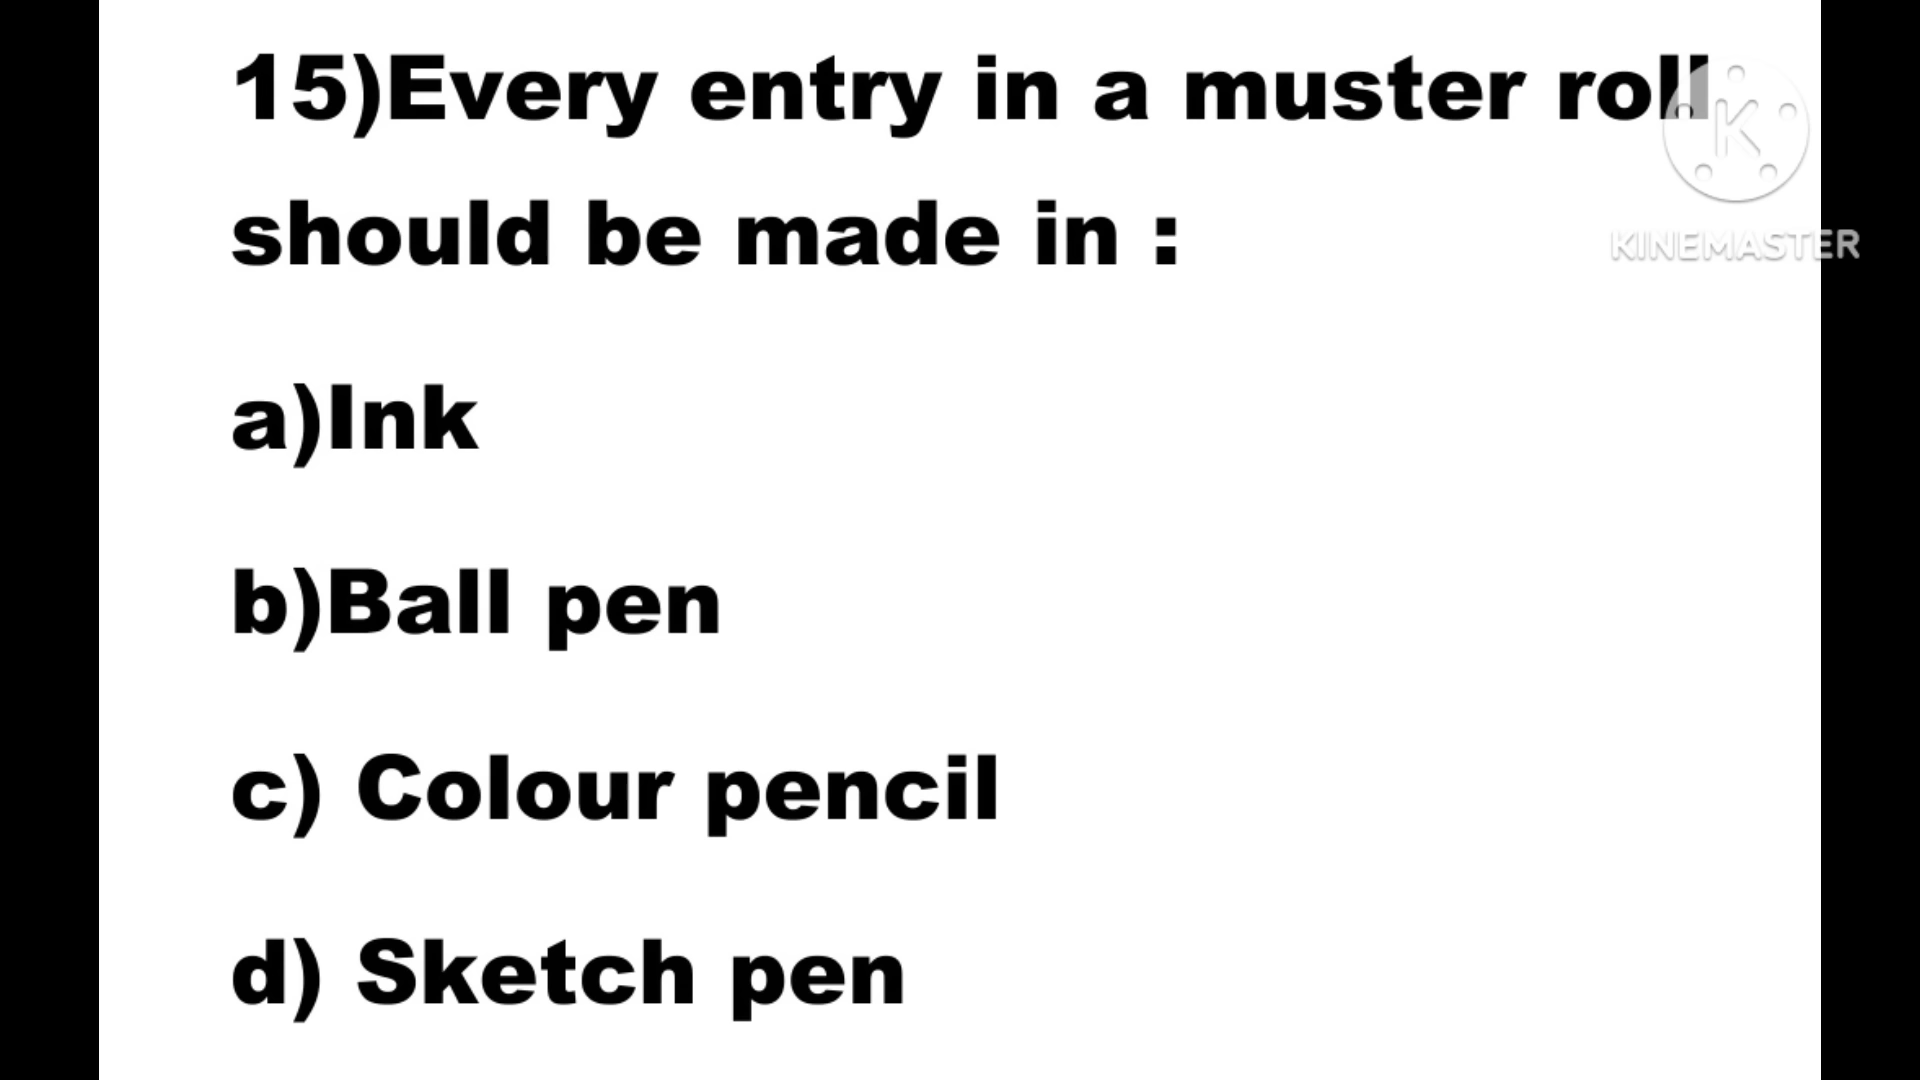 15)Every entry in a muster roll
should be made in :
a)Ink
b)Ball pen
c) Colour pencil
d) Sketch pen
K
KINEMASTER